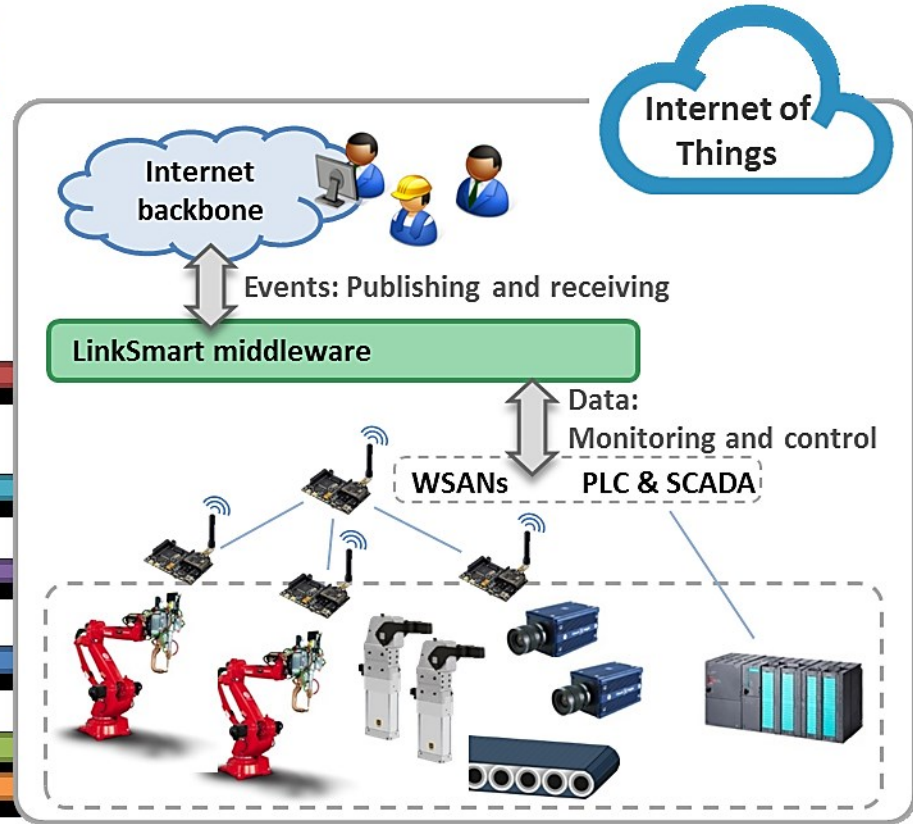 Internet of
Things
Internet
backbone
Events: Publishing and receiving
LinkSmart middleware
Data:
Monitoring and control
WSANs PLC & SCADA